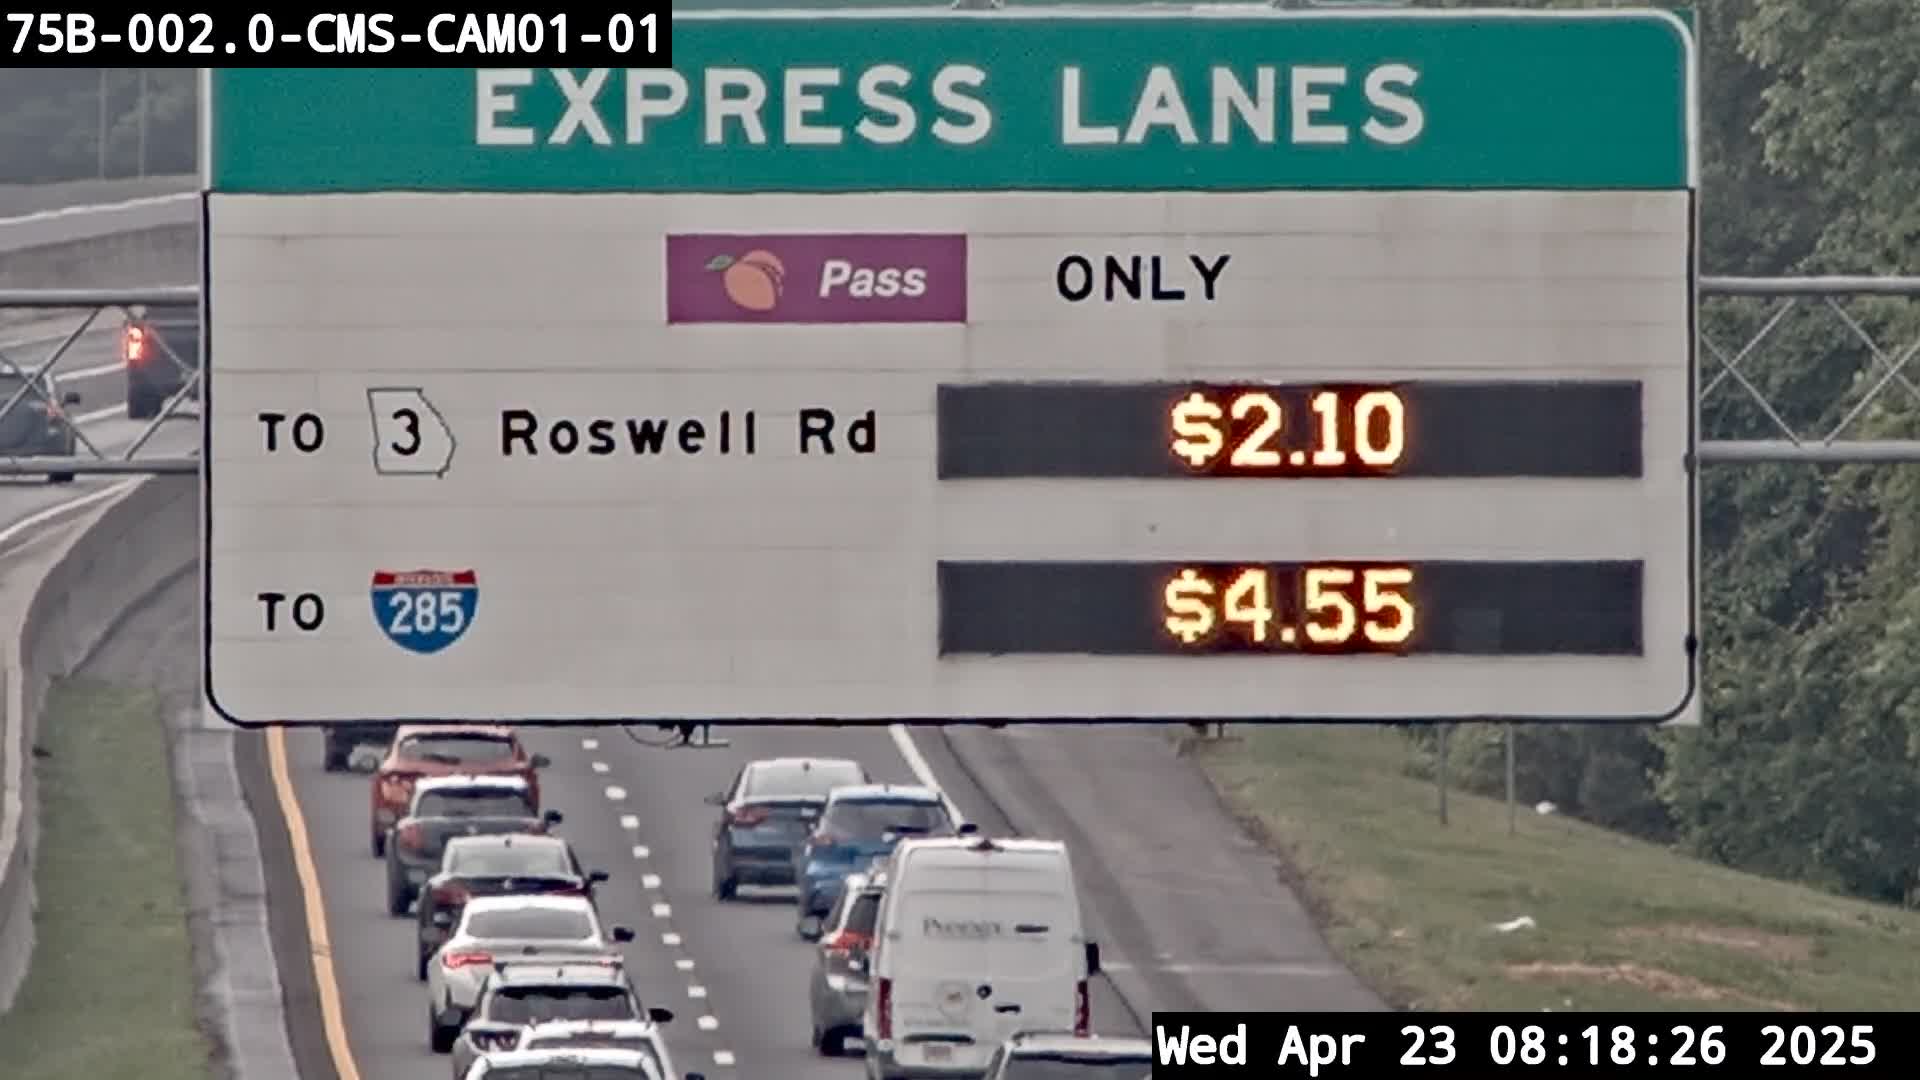 75B-002.0-CMS-CAM01-01
EXPRESS LANES
Pass ONLY
TO 3 Roswell Rd $2.10
TO 285 $4.55
Wed Apr 23 08:18:26 2025